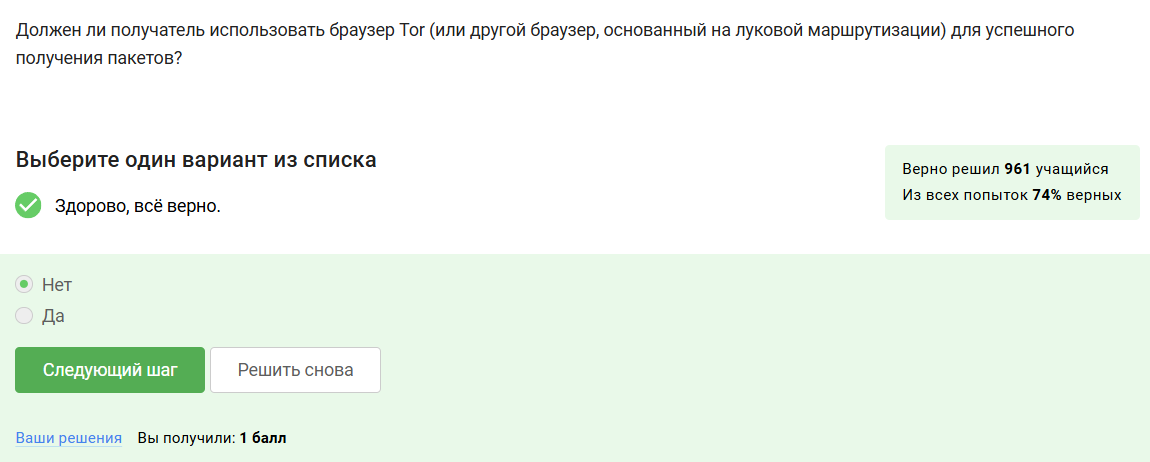 Должен ли получатель использовать браузер Tor (или другой браузер, основанный на луковой маршрутизации) для успешного
получения пакетов?
Выберите один вариант из списка
Здорово, всё верно.
Верно решил 961 учащийся
Из всех попыток 74% верных
Нет
Да
Следующий шаг
Решить снова
Ваши решения
Вы получили: 1 балл